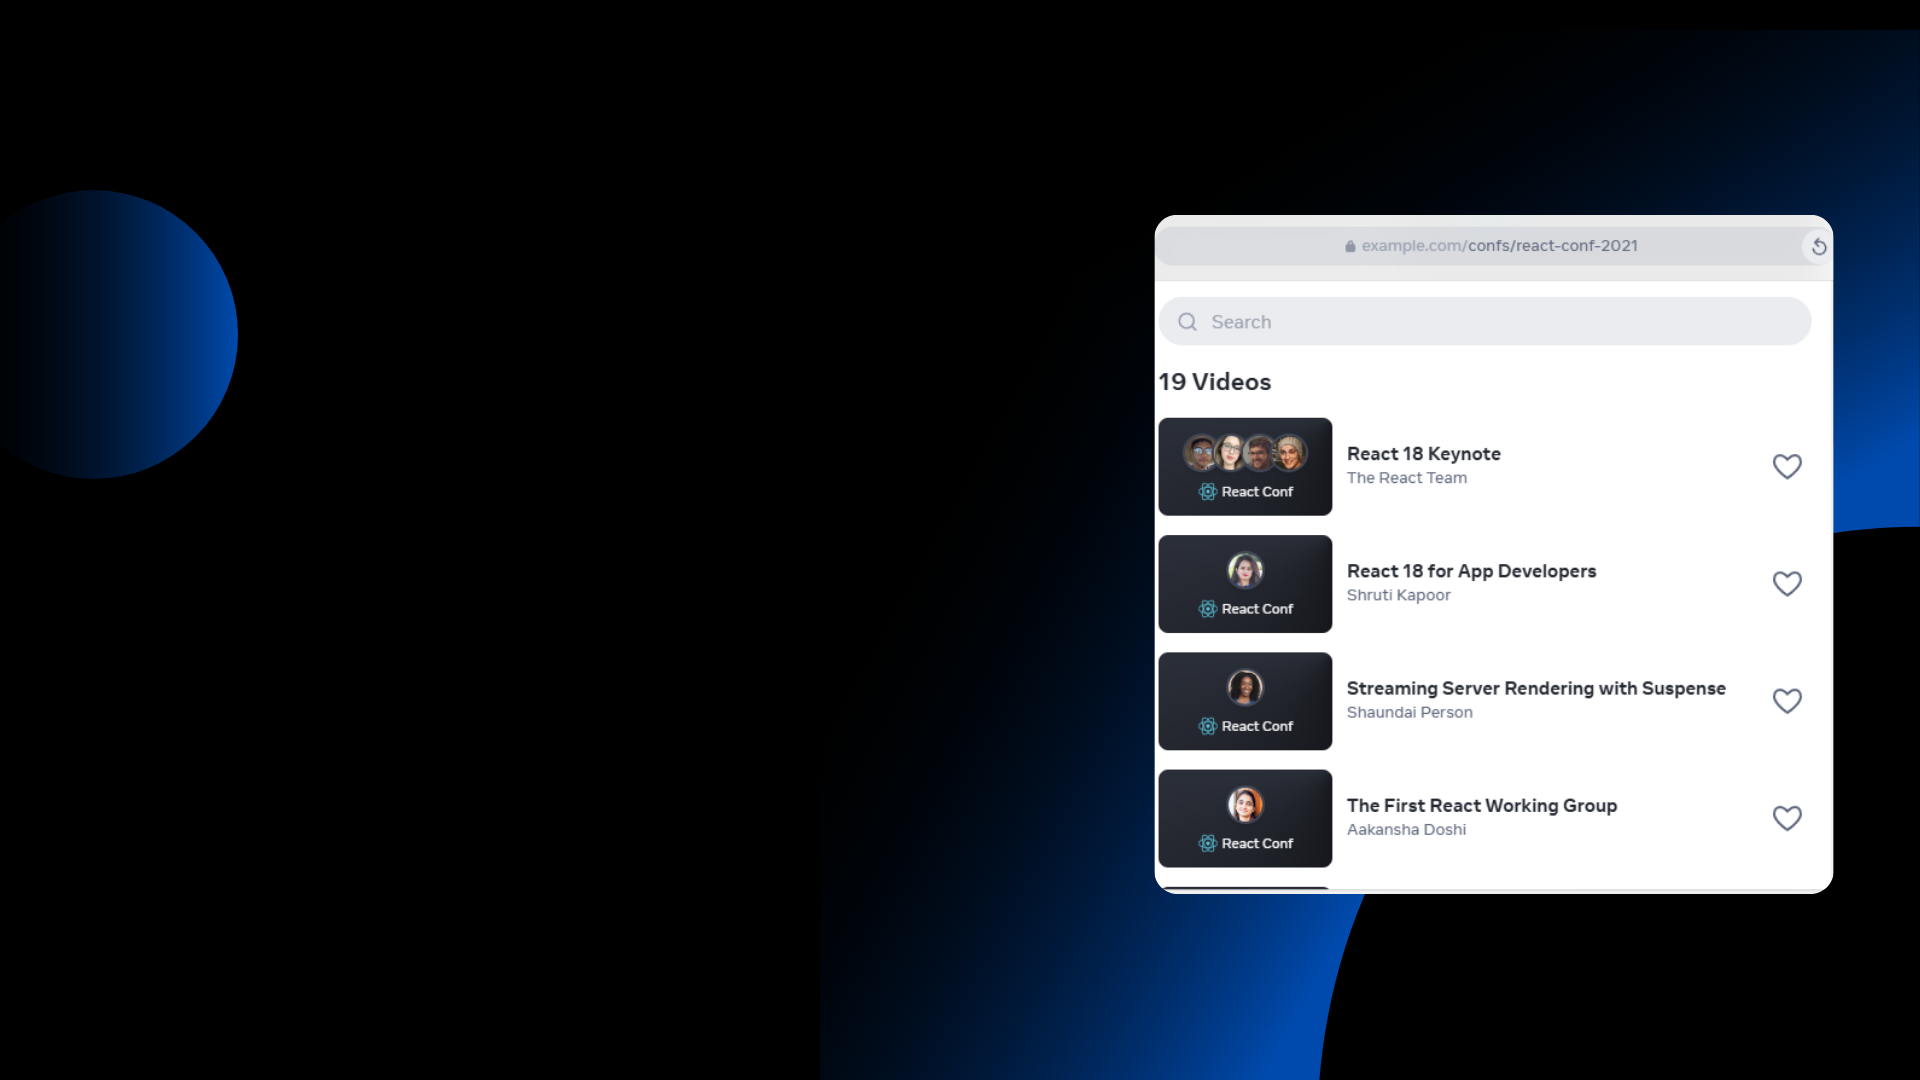 example.com/confs/react-conf-2021
Search
19 Videos
React Conf
React 18 Keynote
The React Team
React Conf
React 18 for App Developers
Shruti Kapoor
React Conf
Streaming Server Rendering with Suspense
Shaundai Person
React Conf
The First React Working Group
Aakansha Doshi